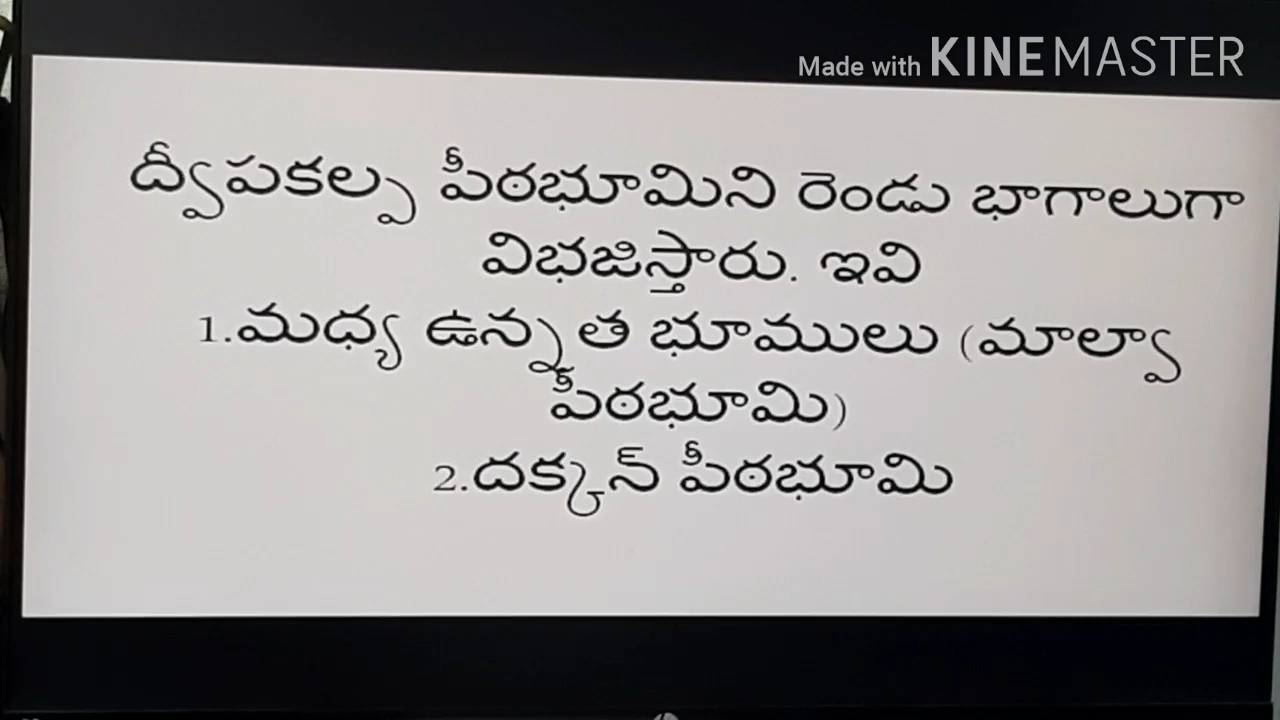 Made with KINEMASTER
ద్వీపకల్ప పీఠభూమిని రెండు భాగాలుగా
విభజిస్తారు. ఇవి
1.మధ్య ఉన్నత భూములు (మాల్వా
పీఠభూమి)
2.దక్కన్ పీఠభూమి